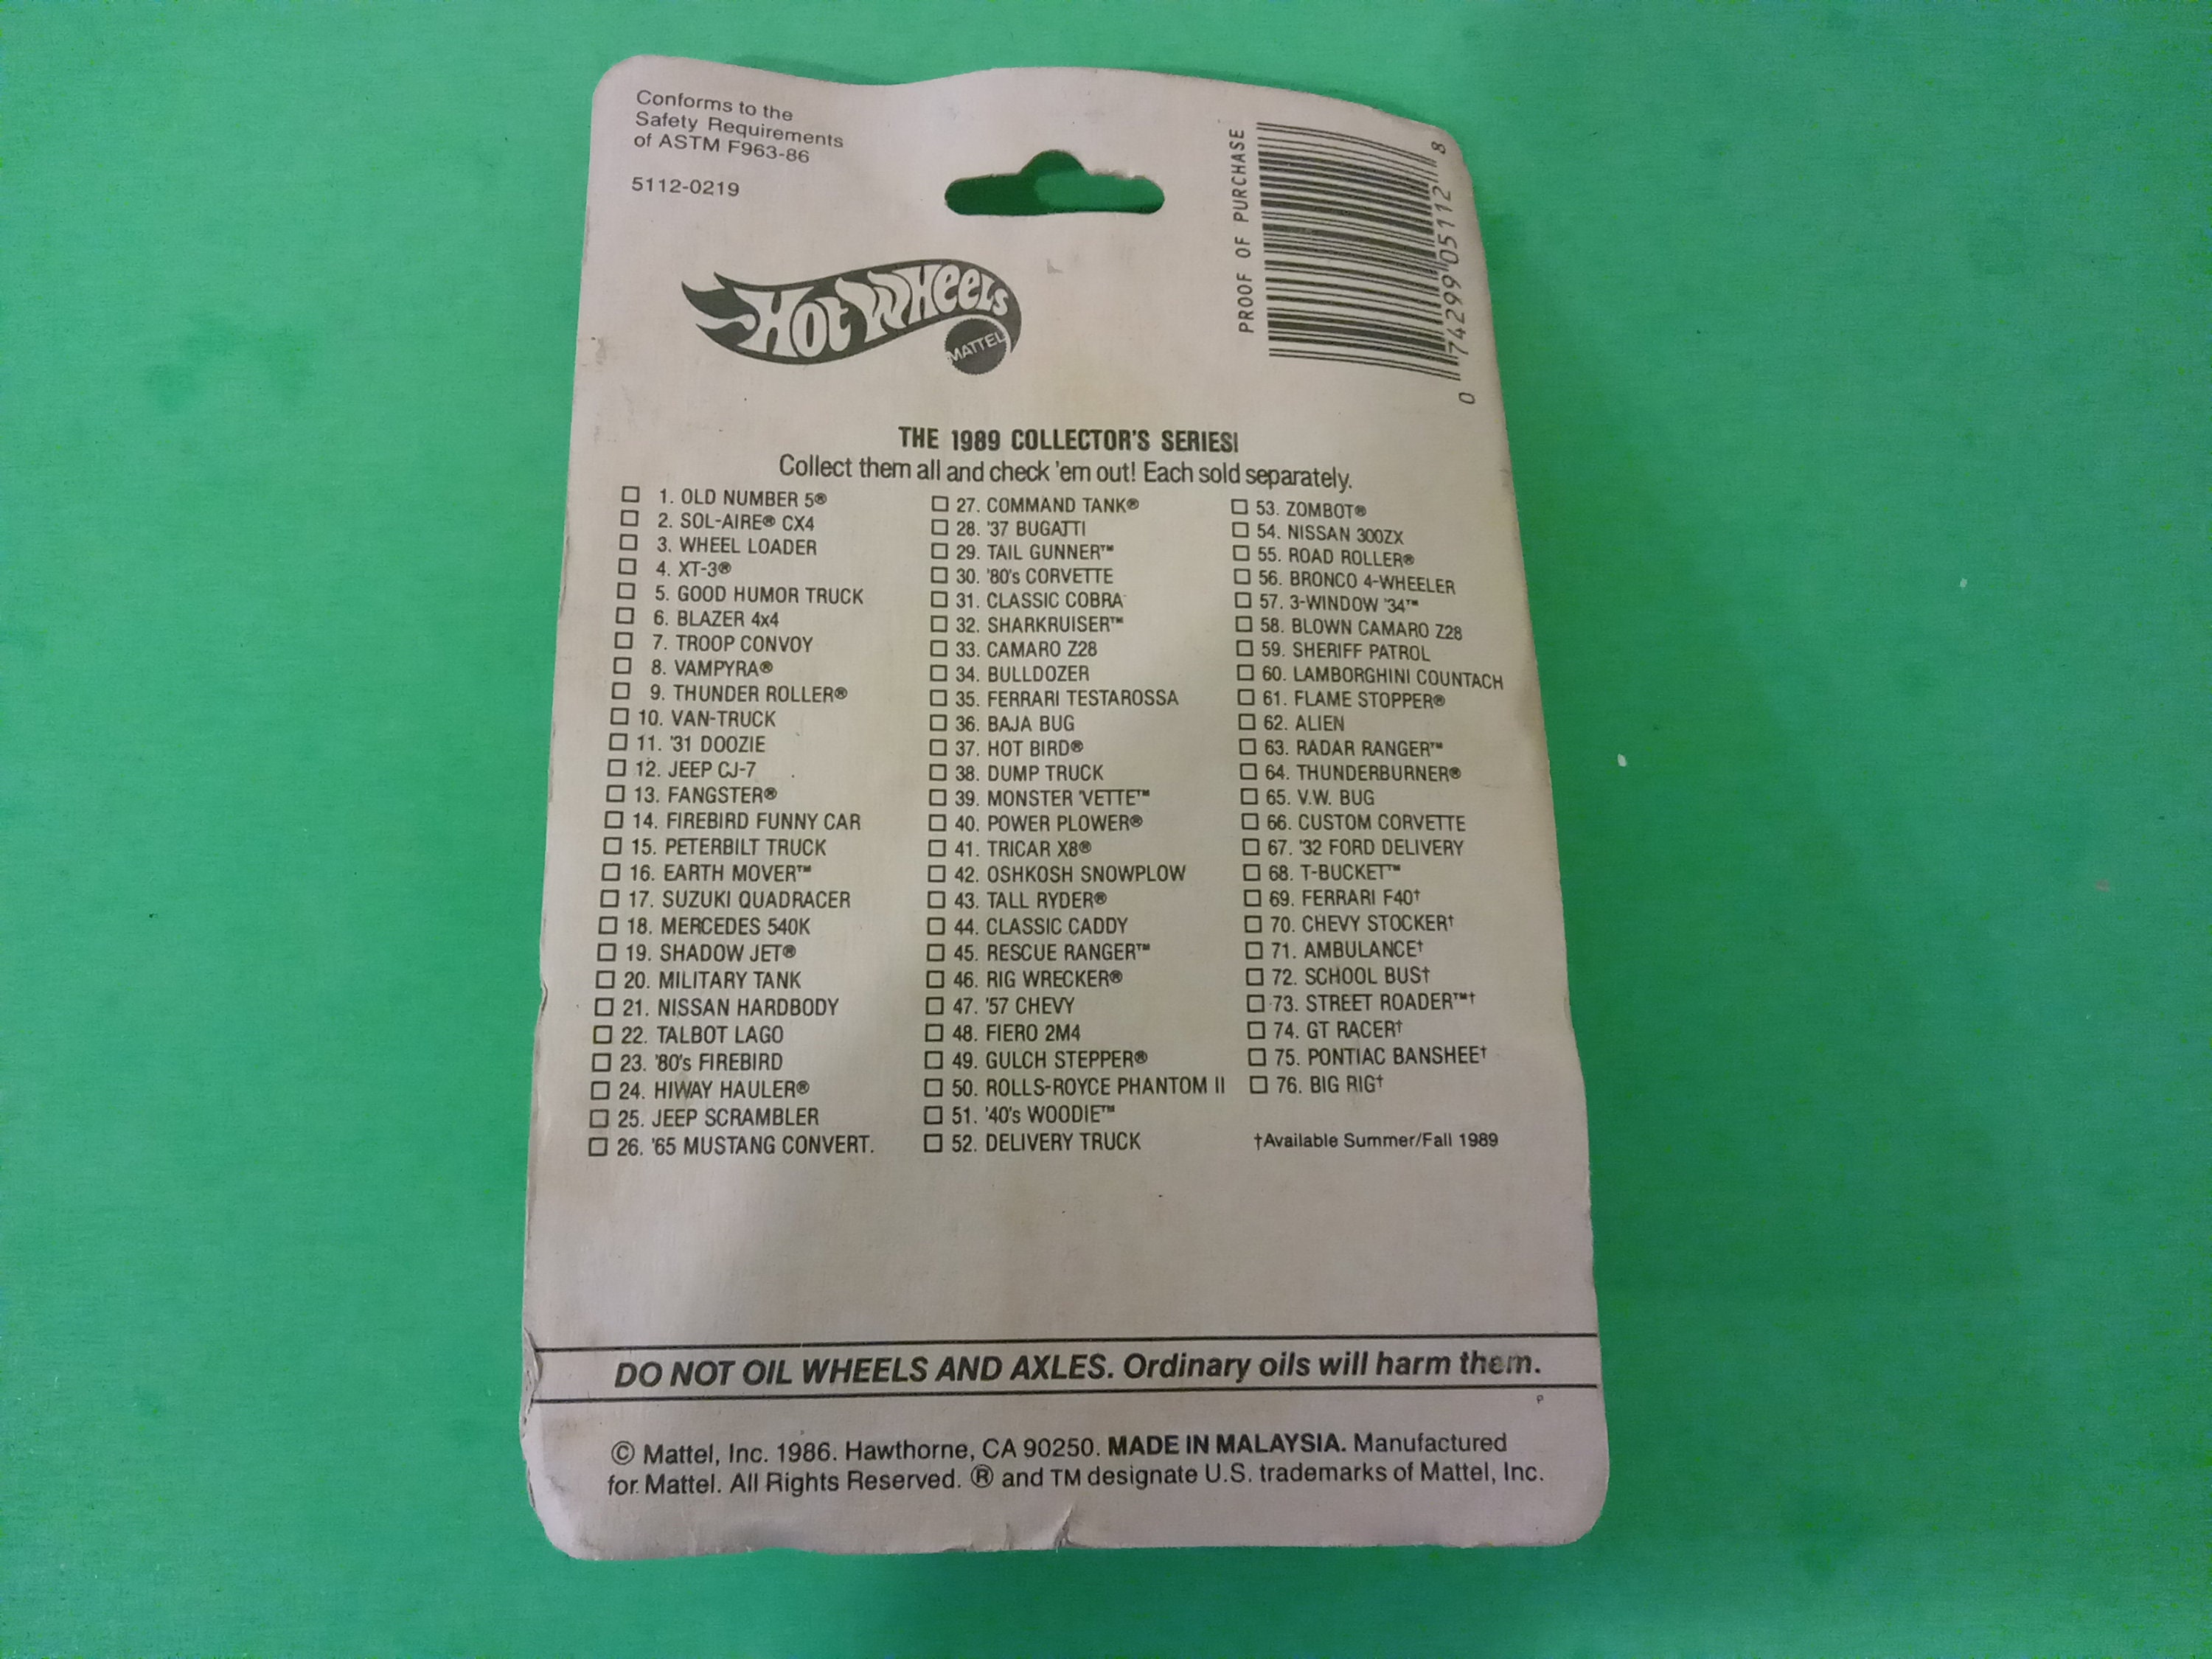 Conforms to the
Safety Requirements
of ASTM F963-86
5112-0219
PROOF OF PURCHASE
0 74299 05112 8
HOT WHEELS
MATTEL
THE 1989 COLLECTOR'S SERIES!
Collect them all and check 'em out! Each sold separately.
1. OLD NUMBER 5®
2. SOL-AIRE® CX4
3. WHEEL LOADER
4. XT-3®
5. GOOD HUMOR TRUCK
6. BLAZER 4x4
7. TROOP CONVOY
8. VAMPYRA®
9. THUNDER ROLLER®
10. VAN-TRUCK
11. '31 DOOZIE
12. JEEP CJ-7
13. FANGSTER®
14. FIREBIRD FUNNY CAR
15. PETERBILT TRUCK
16. EARTH MOVER™
17. SUZUKI QUADRACER
18. MERCEDES 540K
19. SHADOW JET®
20. MILITARY TANK
21. NISSAN HARDBODY
22. TALBOT LAGO
23. '80's FIREBIRD
24. HIWAY HAULER®
25. JEEP SCRAMBLER
26. '65 MUSTANG CONVERT.
27. COMMAND TANK®
28. '37 BUGATTI
29. TAIL GUNNER™
30. '80's CORVETTE
31. CLASSIC COBRA
32. SHARKRUISER™
33. CAMARO Z28
34. BULLDOZER
35. FERRARI TESTAROSSA
36. BAJA BUG
37. HOT BIRD®
38. DUMP TRUCK
39. MONSTER 'VETTE™
40. POWER PLOWER®
41. TRICAR X8®
42. OSHKOSH SNOWPLOW
43. TALL RYDER®
44. CLASSIC CADDY
45. RESCUE RANGER™
46. RIG WRECKER®
47. '57 CHEVY
48. FIERO 2M4
49. GULCH STEPPER®
50. ROLLS-ROYCE PHANTOM II
51. '40's WOODIE™
52. DELIVERY TRUCK
53. ZOMBOT®
54. NISSAN 300ZX
55. ROAD ROLLER®
56. BRONCO 4-WHEELER
57. 3-WINDOW '34™
58. BLOWN CAMARO Z28
59. SHERIFF PATROL
60. LAMBORGHINI COUNTACH
61. FLAME STOPPER®
62. ALIEN
63. RADAR RANGER™
64. THUNDERBURNER®
65. V.W. BUG
66. CUSTOM CORVETTE
67. '32 FORD DELIVERY
68. T-BUCKET™
69. FERRARI F40†
70. CHEVY STOCKER†
71. AMBULANCE†
72. SCHOOL BUS†
73. STREET ROADER™†
74. GT RACER†
75. PONTIAC BANSHEE†
76. BIG RIG†
†Available Summer/Fall 1989
DO NOT OIL WHEELS AND AXLES. Ordinary oils will harm them.
P
© Mattel, Inc. 1986. Hawthorne, CA 90250. MADE IN MALAYSIA. Manufactured
for Mattel. All Rights Reserved. ® and TM designate U.S. trademarks of Mattel, Inc.